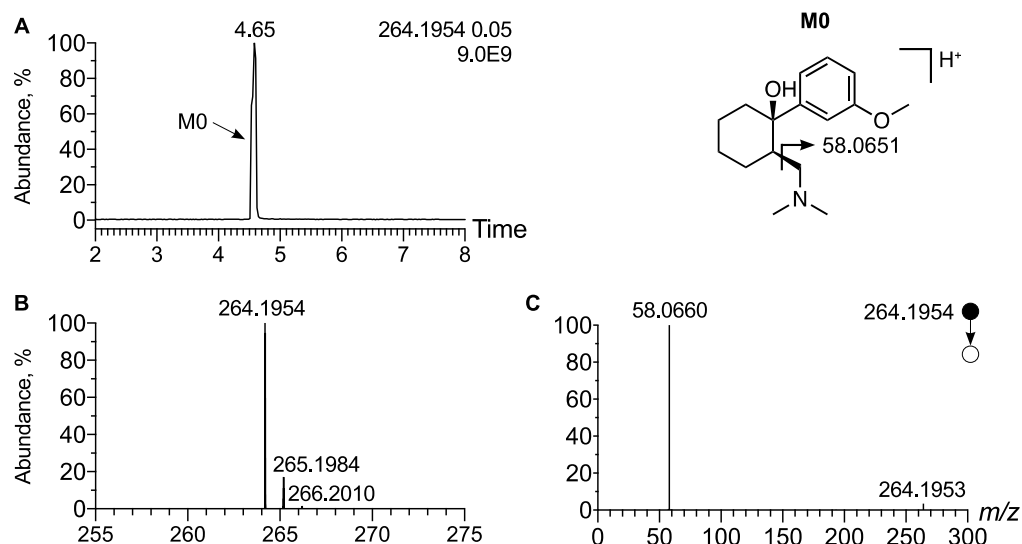 A
4.65
264.1954 0.05
9.0E9
M0
Abundance, %
100
80
60
40
20
0
2 3 4 5 6 7 8
Time
M0
OH
O
N
58.0651
H+
B
264.1954
265.1984
266.2010
Abundance, %
100
80
60
40
20
0
255 260 265 270 275
C
58.0660
264.1954
264.1953
100
80
60
40
20
0
0 50 100 150 200 250 300
m/z